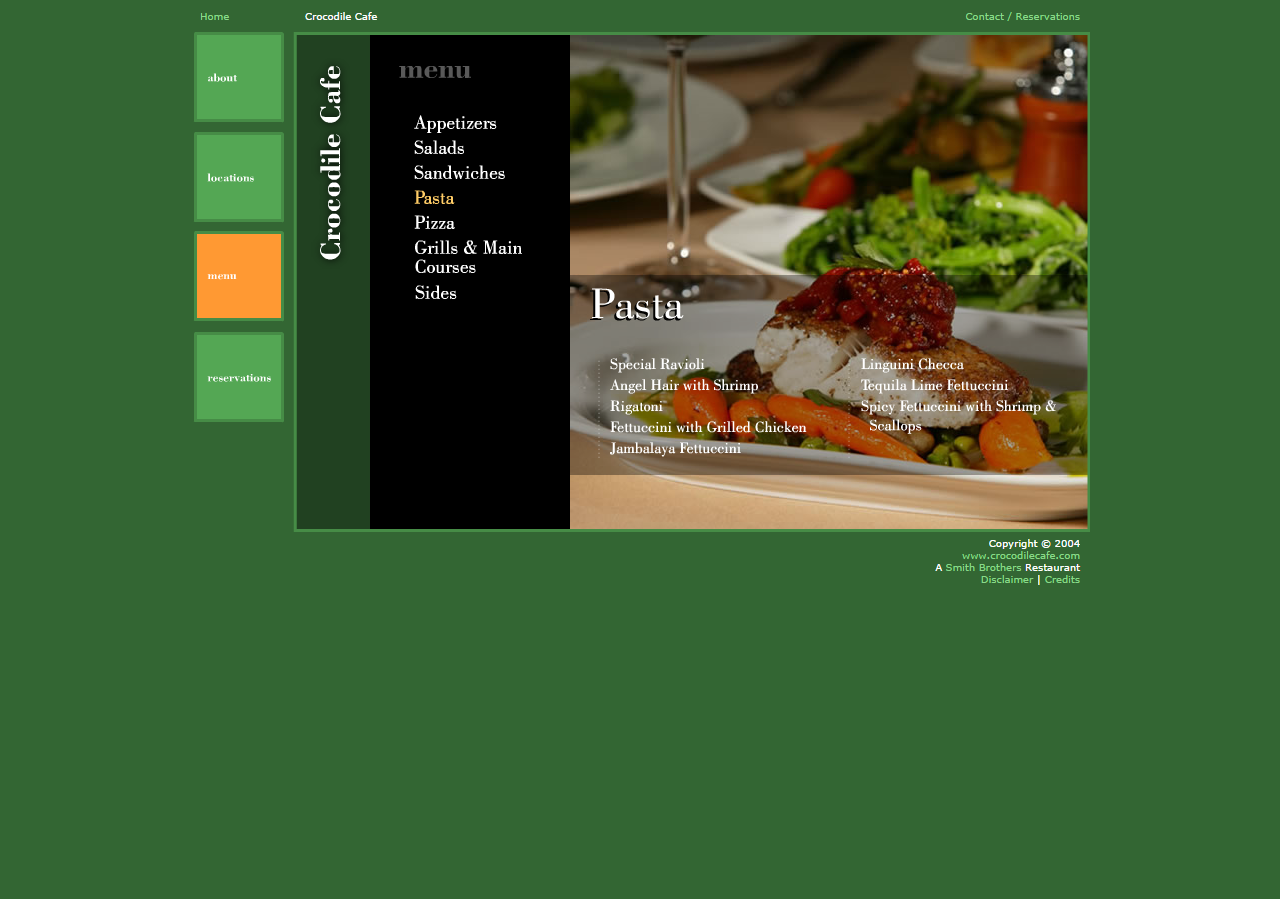 Home
Crocodile Cafe
Contact / Reservations
about
locations
menu
reservations
Crocodile Cafe
menu
Appetizers
Salads
Sandwiches
Pasta
Pizza
Grills & Main
Courses
Sides
Pasta
Special Ravioli
Angel Hair with Shrimp
Rigatoni
Fettuccini with Grilled Chicken
Jambalaya Fettuccini
Linguini Checca
Tequila Lime Fettuccini
Spicy Fettuccini with Shrimp &
Scallops
Copyright © 2004
www.crocodilecafe.com
A Smith Brothers Restaurant
Disclaimer | Credits